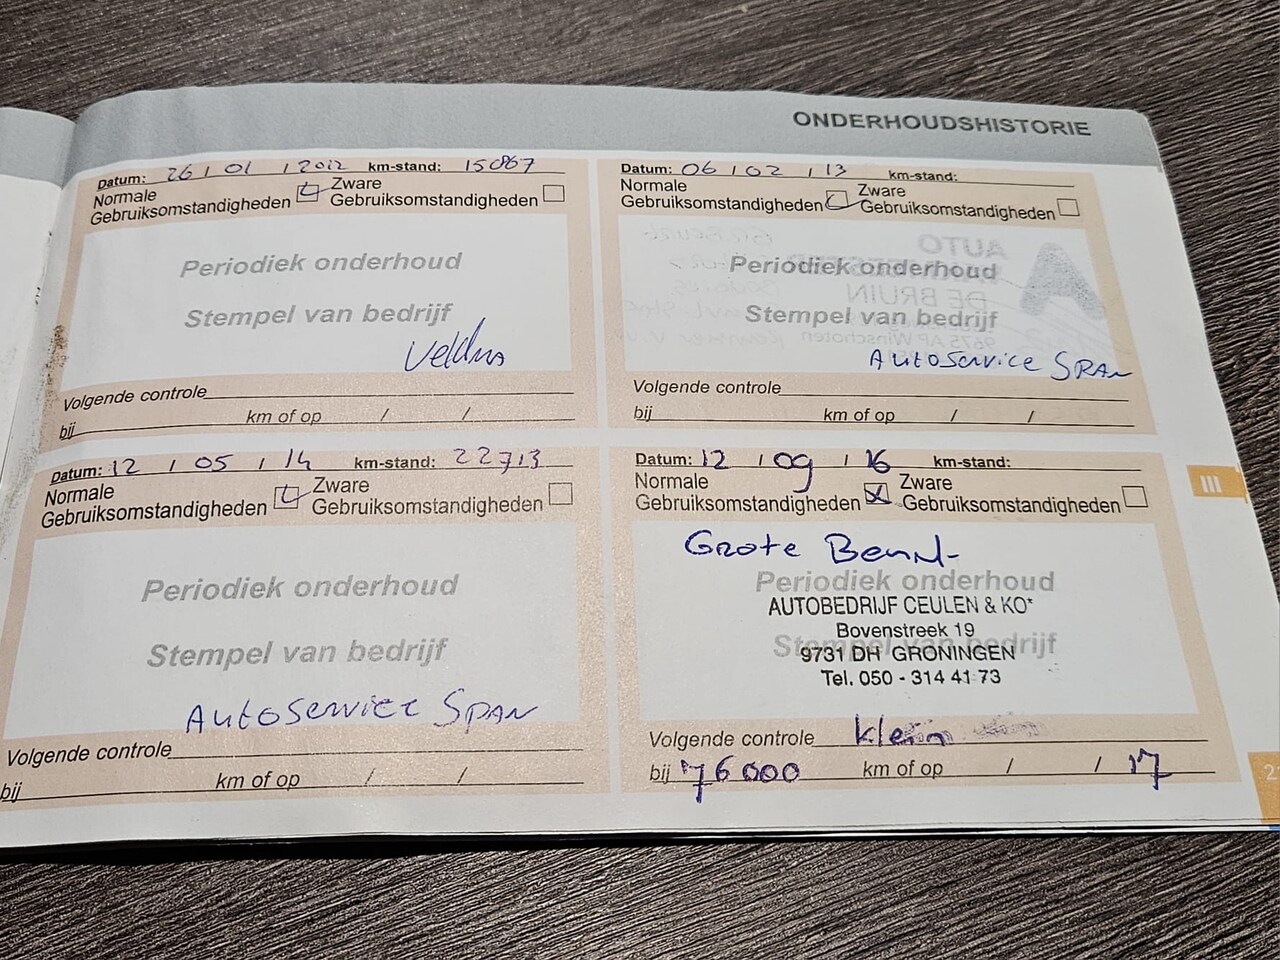 ONDERHOUDSHISTORIE
Datum: 26 / 01 / 2012 km-stand: 15867
Normale Gebruiksomstandigheden Zware Gebruiksomstandigheden
Periodiek onderhoud
Stempel van bedrijf
Volgende controle
bij km of op / /
Datum: 06 / 02 / 13 km-stand:
Normale Gebruiksomstandigheden Zware Gebruiksomstandigheden
Periodiek onderhoud
Stempel van bedrijf
Autoservice SPAN
Volgende controle
bij km of op / /
Datum: 12 / 05 / 14 km-stand: 22713
Normale Gebruiksomstandigheden Zware Gebruiksomstandigheden
Periodiek onderhoud
Stempel van bedrijf
Autoservice SPAN
Volgende controle
bij km of op / /
Datum: 12 / 09 / 16 km-stand:
Normale Gebruiksomstandigheden Zware Gebruiksomstandigheden
Grote Beurt
Periodiek onderhoud
AUTOBEDRIJF CEULEN & KO*
Bovenstreek 19
Stempel van bedrijf
9731 DH GRONINGEN
Tel. 050 - 314 41 73
Volgende controle klein
bij 76000 km of op / / 17
III